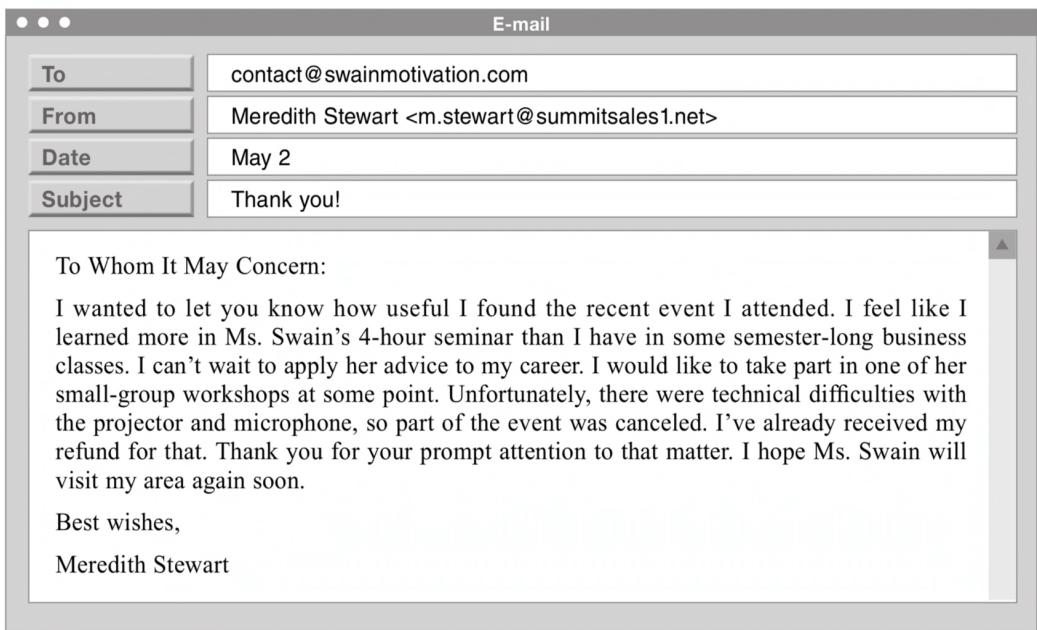 E-mail
To contact@swainmotivation.com
From Meredith Stewart <m.stewart@summitsales1.net>
Date May 2
Subject Thank you!
To Whom It May Concern:
I wanted to let you know how useful I found the recent event I attended. I feel like I
learned more in Ms. Swain's 4-hour seminar than I have in some semester-long business
classes. I can't wait to apply her advice to my career. I would like to take part in one of her
small-group workshops at some point. Unfortunately, there were technical difficulties with
the projector and microphone, so part of the event was canceled. I've already received my
refund for that. Thank you for your prompt attention to that matter. I hope Ms. Swain will
visit my area again soon.
Best wishes,
Meredith Stewart